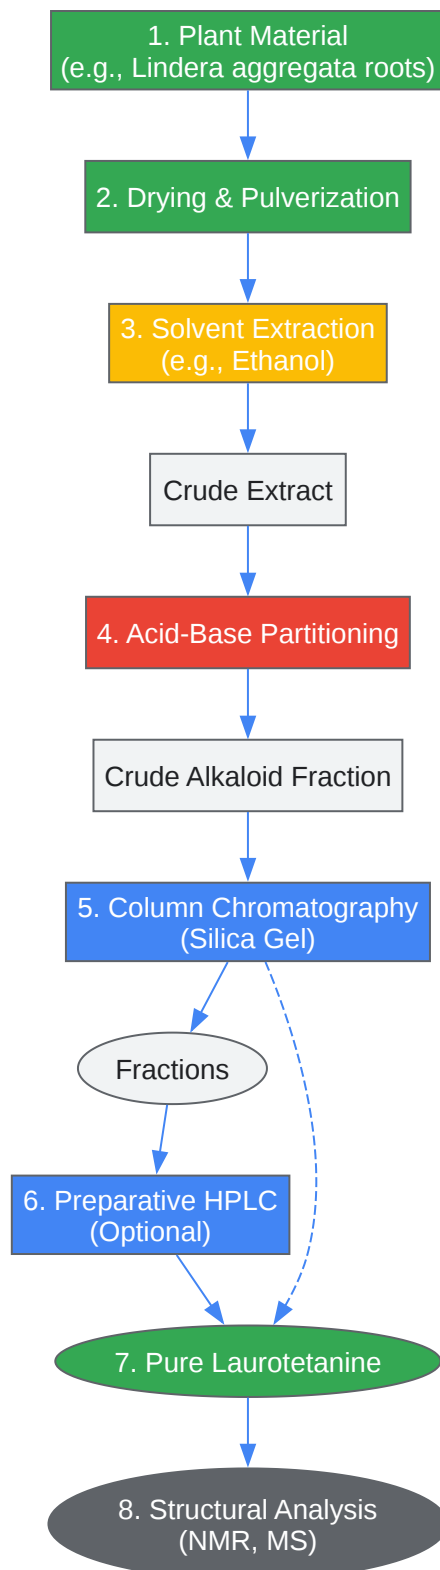 1. Plant Material
(e.g., Lindera aggregata roots)
2. Drying & Pulverization
3. Solvent Extraction
(e.g., Ethanol)
Crude Extract
4. Acid-Base Partitioning
Crude Alkaloid Fraction
5. Column Chromatography
(Silica Gel)
Fractions
6. Preparative HPLC
(Optional)
7. Pure Laurotetanine
8. Structural Analysis
(NMR, MS)